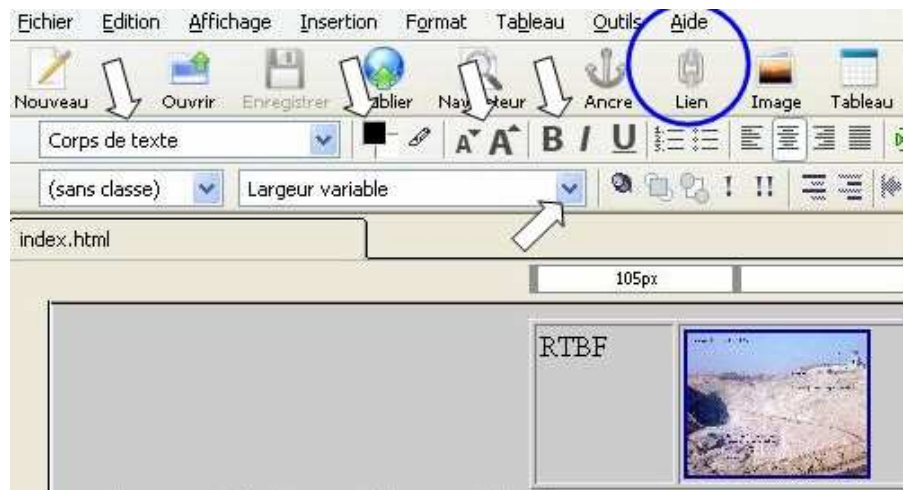 Fichier Edition Affichage Insertion Format Tableau Outils Aide
Nouveau Ouvrir Enregistrer Ancre Lien Image Tableau
Corps de texte A A B I U
(sans classe) Largeur variable ! !!
index.html
105px
RTBF